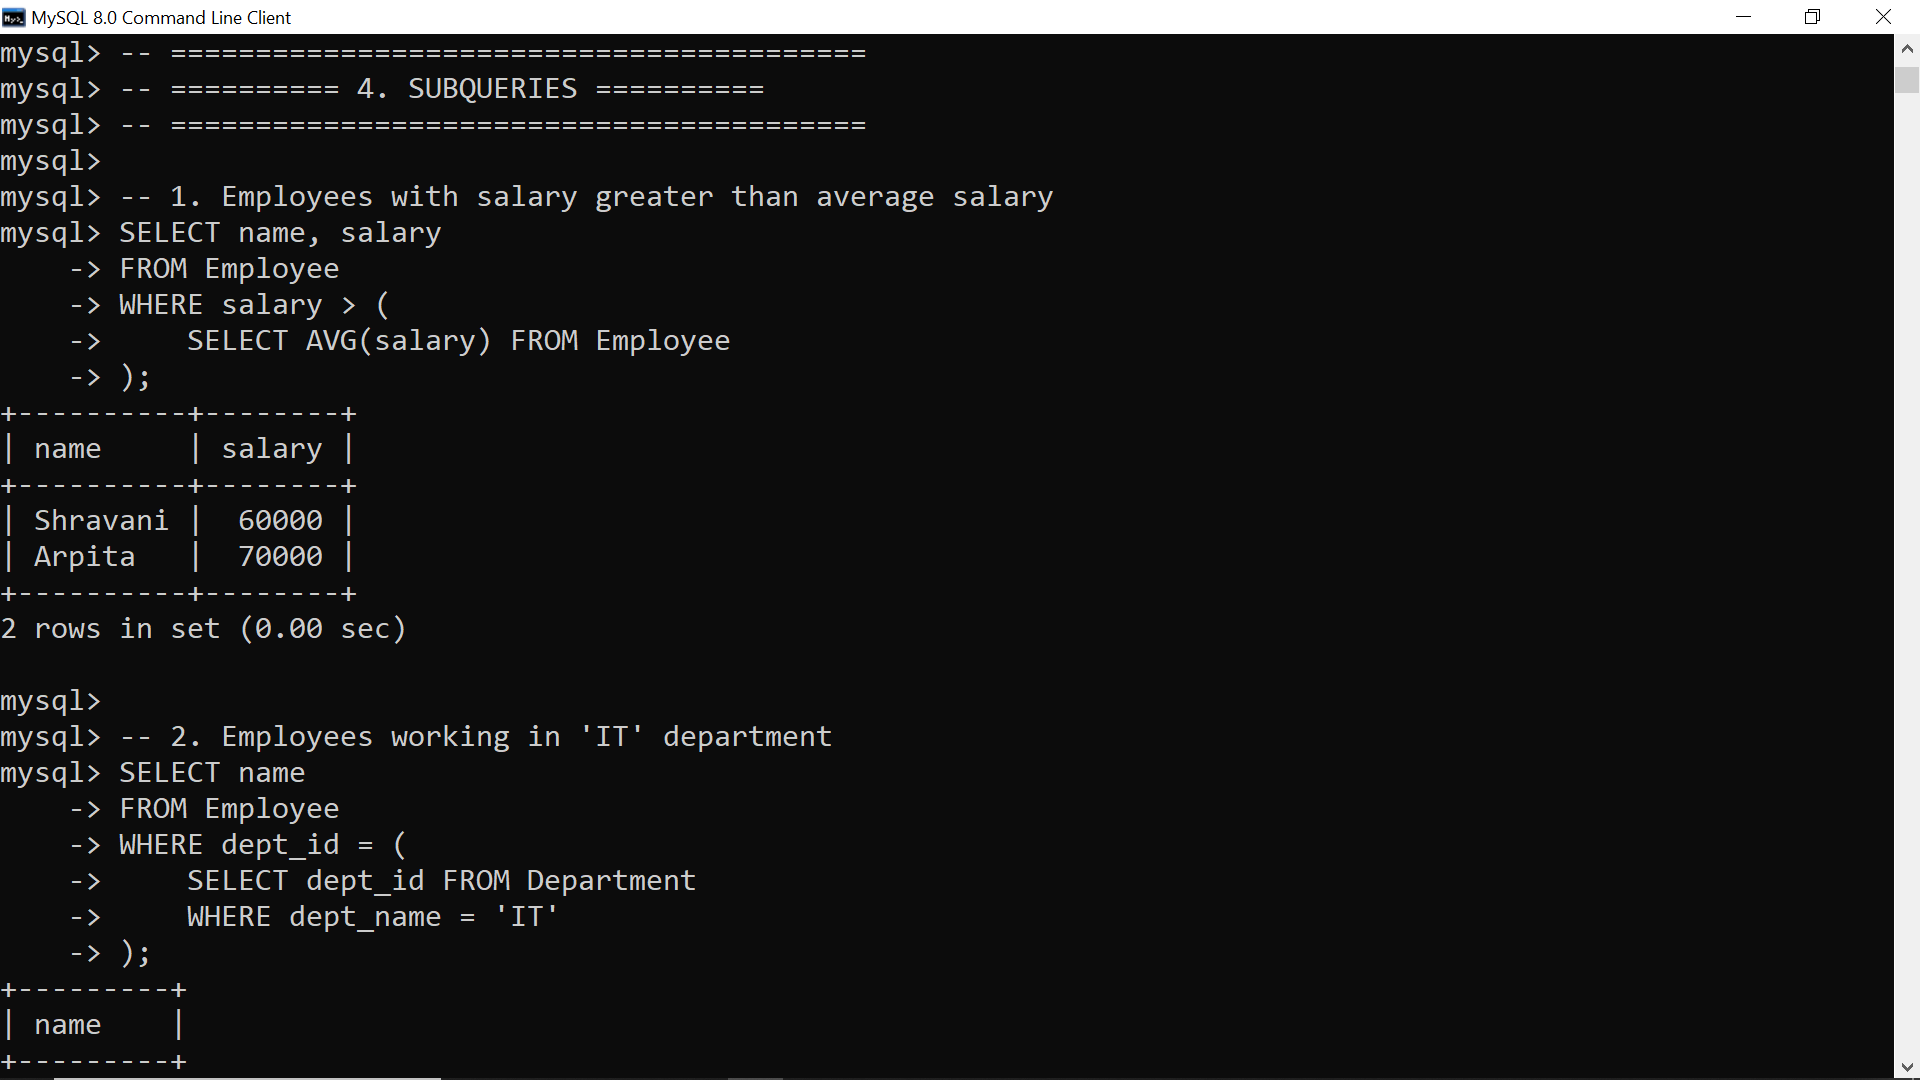 MySQL 8.0 Command Line Client
mysql> -- =========================================
mysql> -- ========== 4. SUBQUERIES ==========
mysql> -- =========================================
mysql>
mysql> -- 1. Employees with salary greater than average salary
mysql> SELECT name, salary
    -> FROM Employee
    -> WHERE salary > (
    ->     SELECT AVG(salary) FROM Employee
    -> );
+----------+--------+
| name     | salary |
+----------+--------+
| Shravani |  60000 |
| Arpita   |  70000 |
+----------+--------+
2 rows in set (0.00 sec)

mysql>
mysql> -- 2. Employees working in 'IT' department
mysql> SELECT name
    -> FROM Employee
    -> WHERE dept_id = (
    ->     SELECT dept_id FROM Department
    ->     WHERE dept_name = 'IT'
    -> );
+---------+
| name    |
+---------+